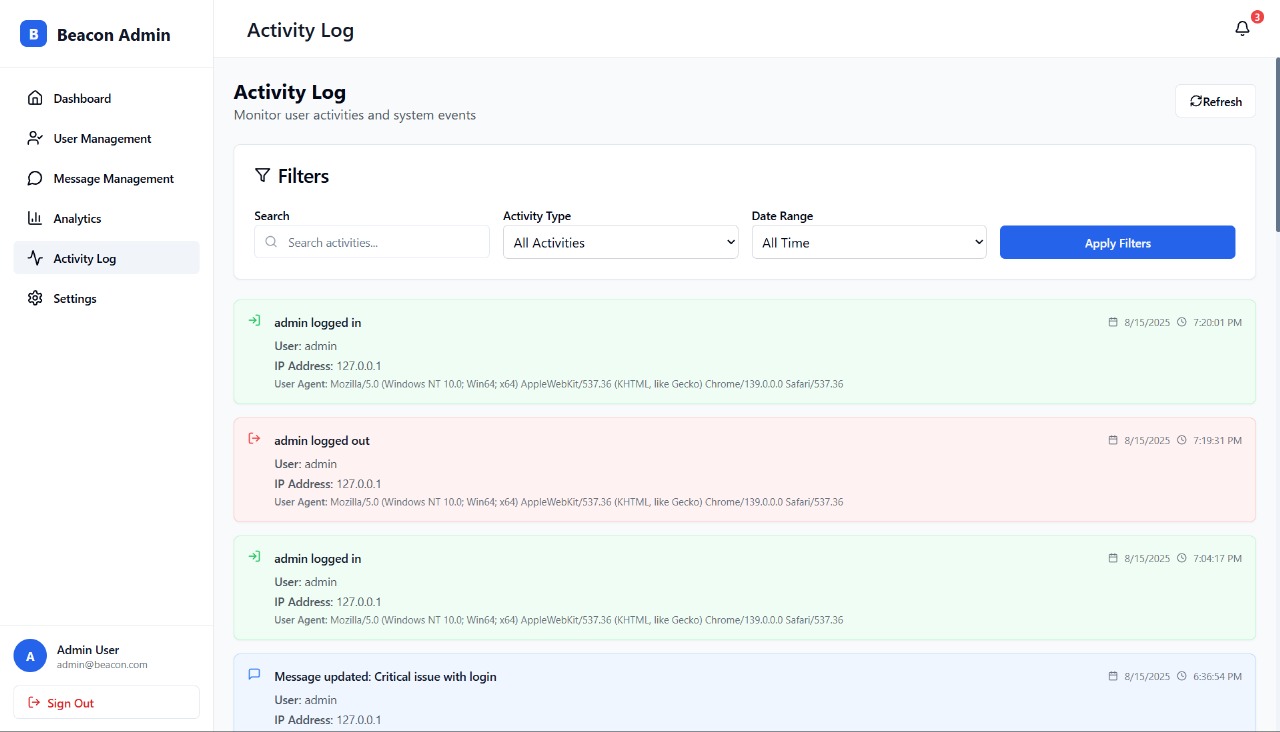 B Beacon Admin
Dashboard
User Management
Message Management
Analytics
Activity Log
Settings
A
Admin User
admin@beacon.com
Sign Out
Activity Log
3
Activity Log
Monitor user activities and system events
Refresh
Filters
Search
Search activities...
Activity Type
All Activities
Date Range
All Time
Apply Filters
admin logged in 8/15/2025 7:20:01 PM
User: admin
IP Address: 127.0.0.1
User Agent: Mozilla/5.0 (Windows NT 10.0; Win64; x64) AppleWebKit/537.36 (KHTML, like Gecko) Chrome/139.0.0.0 Safari/537.36
admin logged out 8/15/2025 7:19:31 PM
User: admin
IP Address: 127.0.0.1
User Agent: Mozilla/5.0 (Windows NT 10.0; Win64; x64) AppleWebKit/537.36 (KHTML, like Gecko) Chrome/139.0.0.0 Safari/537.36
admin logged in 8/15/2025 7:04:17 PM
User: admin
IP Address: 127.0.0.1
User Agent: Mozilla/5.0 (Windows NT 10.0; Win64; x64) AppleWebKit/537.36 (KHTML, like Gecko) Chrome/139.0.0.0 Safari/537.36
Message updated: Critical issue with login 8/15/2025 6:36:54 PM
User: admin
IP Address: 127.0.0.1